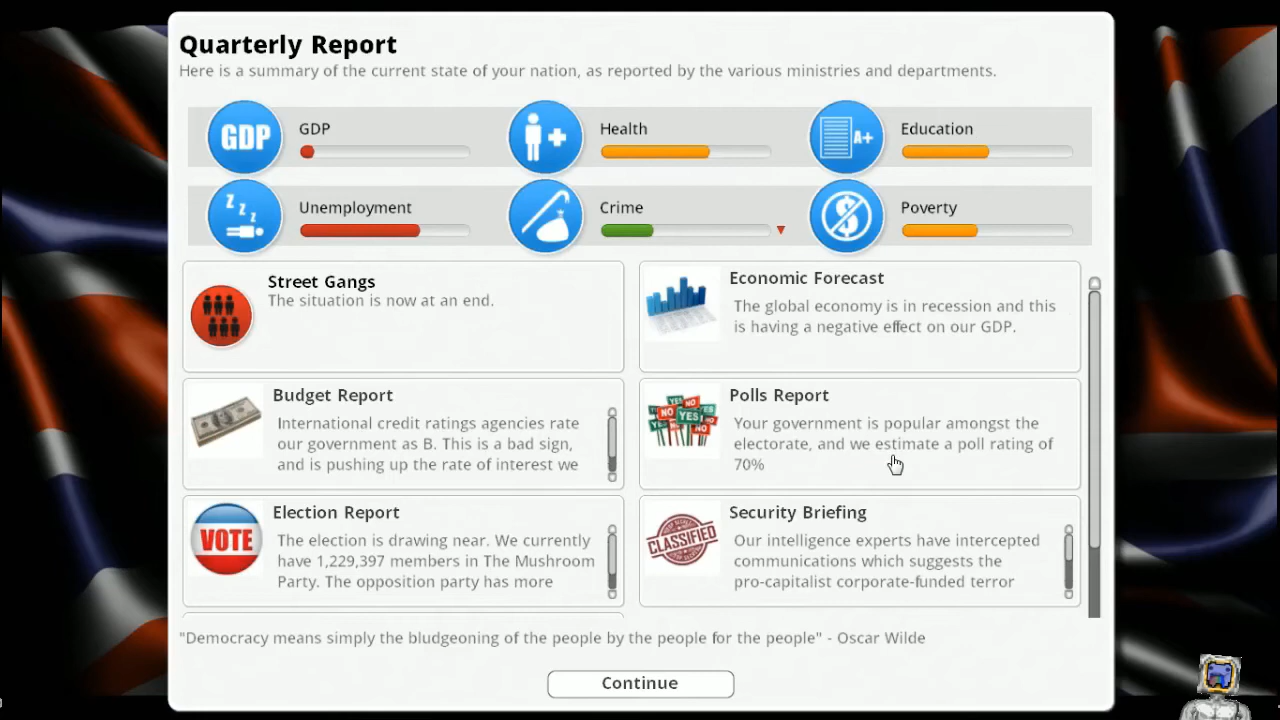 Quarterly Report
Here is a summary of the current state of your nation, as reported by the various ministries and departments.
GDP
GDP
Health
A+
Education
Z Z Z
Unemployment
Crime
$
Poverty
Street Gangs
The situation is now at an end.
Economic Forecast
The global economy is in recession and this
is having a negative effect on our GDP.
Budget Report
International credit ratings agencies rate
our government as B. This is a bad sign,
and is pushing up the rate of interest we
YES
NO
NO
YES
YES
NO
NO
Polls Report
Your government is popular amongst the
electorate, and we estimate a poll rating of
70%
VOTE
Election Report
The election is drawing near. We currently
have 1,229,397 members in The Mushroom
Party. The opposition party has more
CLASSIFIED
Security Briefing
Our intelligence experts have intercepted
communications which suggests the
pro-capitalist corporate-funded terror
"Democracy means simply the bludgeoning of the people by the people for the people" - Oscar Wilde
Continue